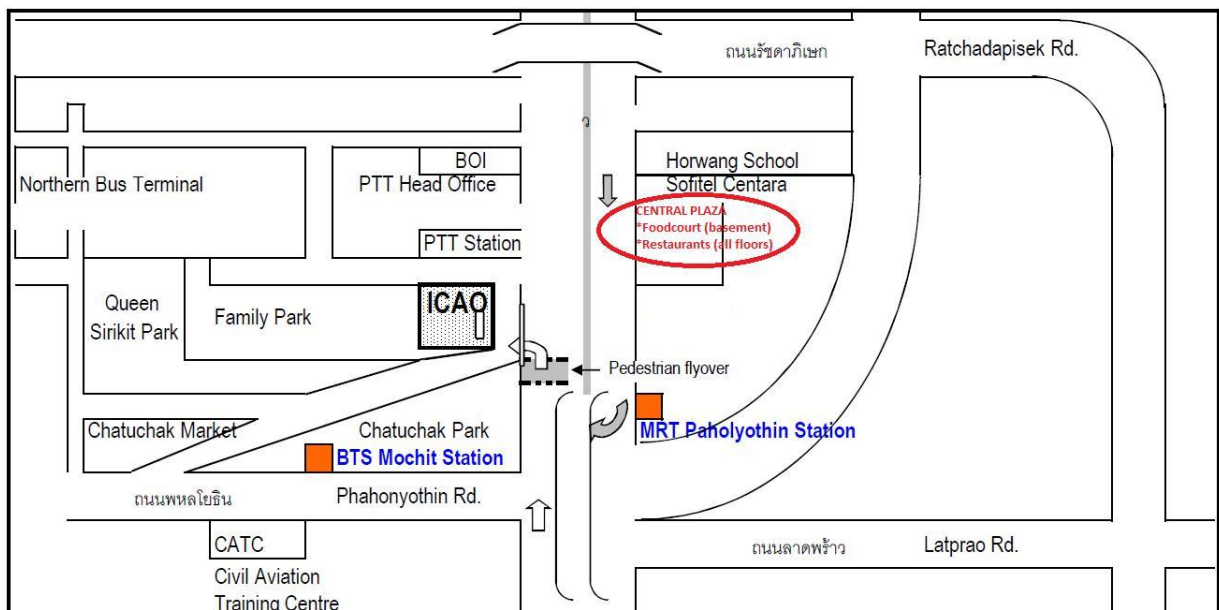 ถนนรัชดาภิเษก
Ratchadapisek Rd.
ว
BOI
Horwang School
Northern Bus Terminal
PTT Head Office
Sofitel Centara
CENTRAL PLAZA
*Foodcourt (basement)
*Restaurants (all floors)
PTT Station
ICAO
Queen
Sirikit Park
Family Park
Pedestrian flyover
Chatuchak Market
Chatuchak Park
MRT Paholyothin Station
BTS Mochit Station
ถนนพหลโยธิน
Phahonyothin Rd.
CATC
ถนนลาดพร้าว
Latprao Rd.
Civil Aviation
Training Centre